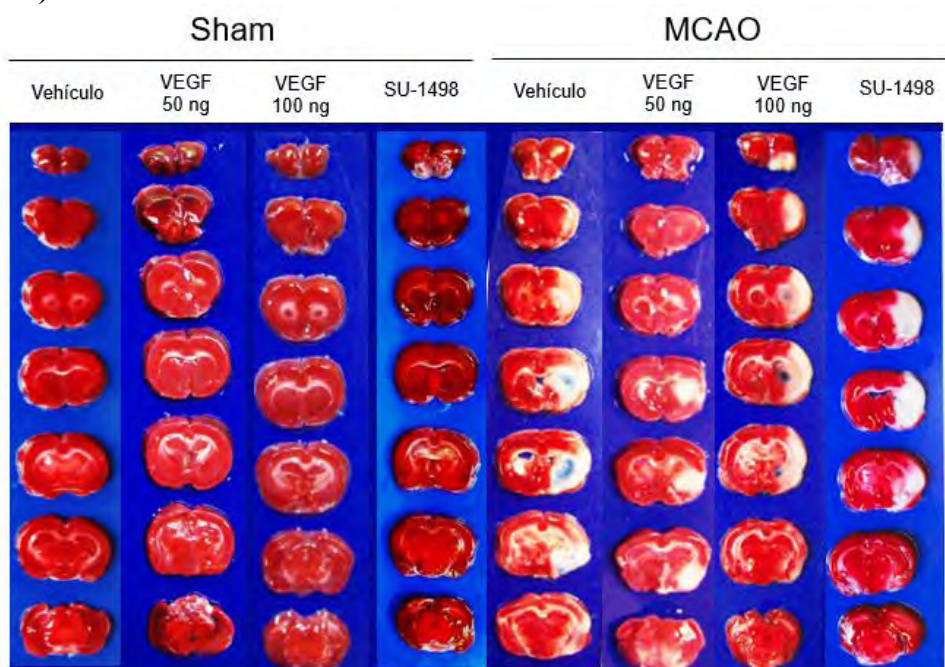 Sham
MCAO
Vehículo
VEGF
50 ng
VEGF
100 ng
SU-1498
Vehículo
VEGF
50 ng
VEGF
100 ng
SU-1498